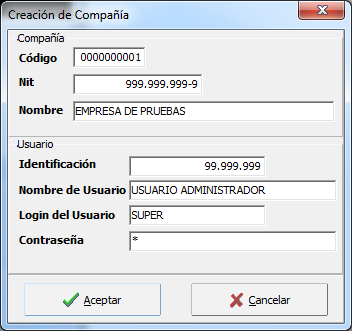 Creación de Compañía
Compañía
Código 0000000001
Nit 999.999.999-9
Nombre EMPRESA DE PRUEBAS
Usuario
Identificación 99.999.999
Nombre de Usuario USUARIO ADMINISTRADOR
Login del Usuario SUPER
Contraseña *
Aceptar Cancelar